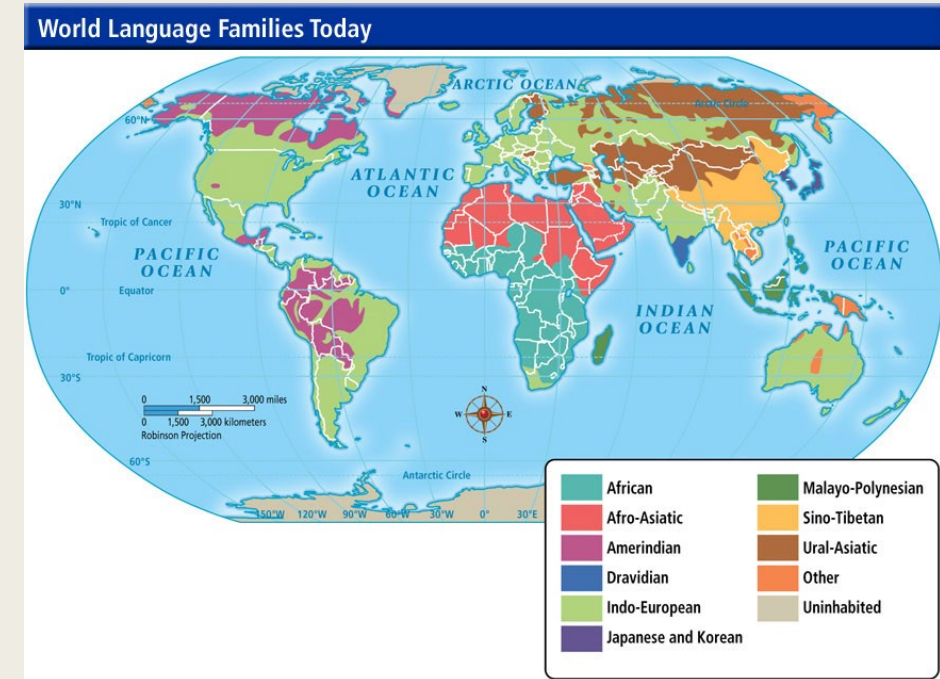 World Language Families Today
ARCTIC OCEAN
Arctic Circle
60°N
ATLANTIC
OCEAN
30°N
Tropic of Cancer
PACIFIC
OCEAN
PACIFIC
OCEAN
0°
Equator
INDIAN
OCEAN
Tropic of Capricorn
30°S
0 1,500 3,000 miles
0 1,500 3,000 kilometers
Robinson Projection
N
W E
S
60°S
Antarctic Circle
150°W 120°W 90°W 60°W 30°W 0° 30°E
African
Afro-Asiatic
Amerindian
Dravidian
Indo-European
Japanese and Korean
Malayo-Polynesian
Sino-Tibetan
Ural-Asiatic
Other
Uninhabited